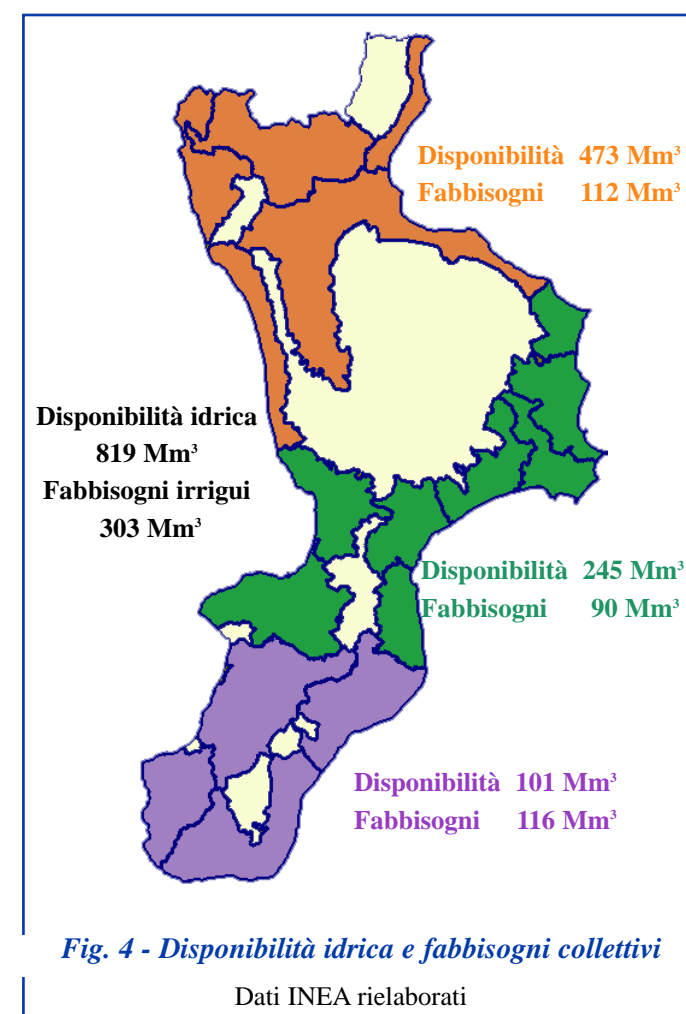 Disponibilità 473 Mm³
Fabbisogni 112 Mm³
Disponibilità idrica
819 Mm³
Fabbisogni irrigui
303 Mm³
Disponibilità 245 Mm³
Fabbisogni 90 Mm³
Disponibilità 101 Mm³
Fabbisogni 116 Mm³
Fig. 4 - Disponibilità idrica e fabbisogni collettivi
Dati INEA rielaborati